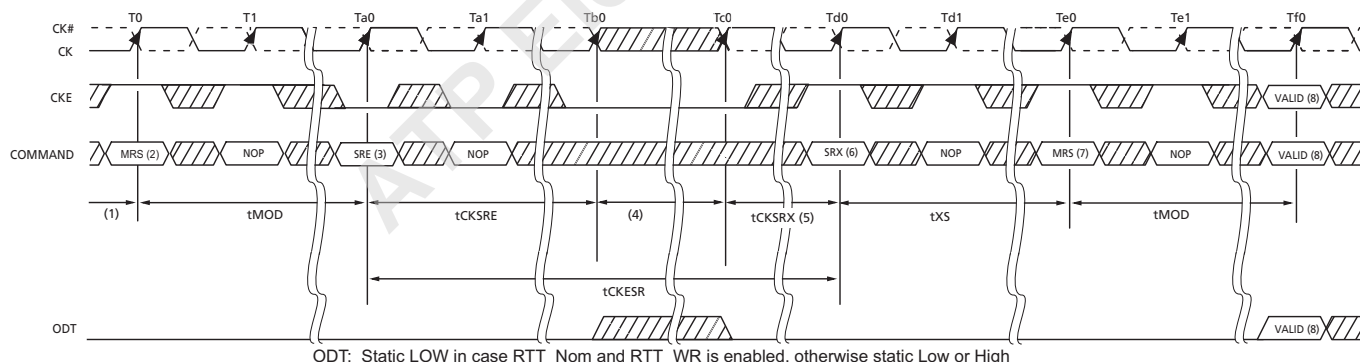 T0 T1 Ta0 Ta1 Tb0 Tc0 Td0 Td1 Te0 Te1 Tf0
CK#
CK
CKE VALID (8)
COMMAND MRS (2) NOP SRE (3) NOP SRX (6) NOP MRS (7) NOP VALID (8)
(1) tMOD tCKSRE (4) tCKSRX (5) tXS tMOD
tCKESR
ODT VALID (8)
ODT: Static LOW in case RTT_Nom and RTT_WR is enabled, otherwise static Low or High